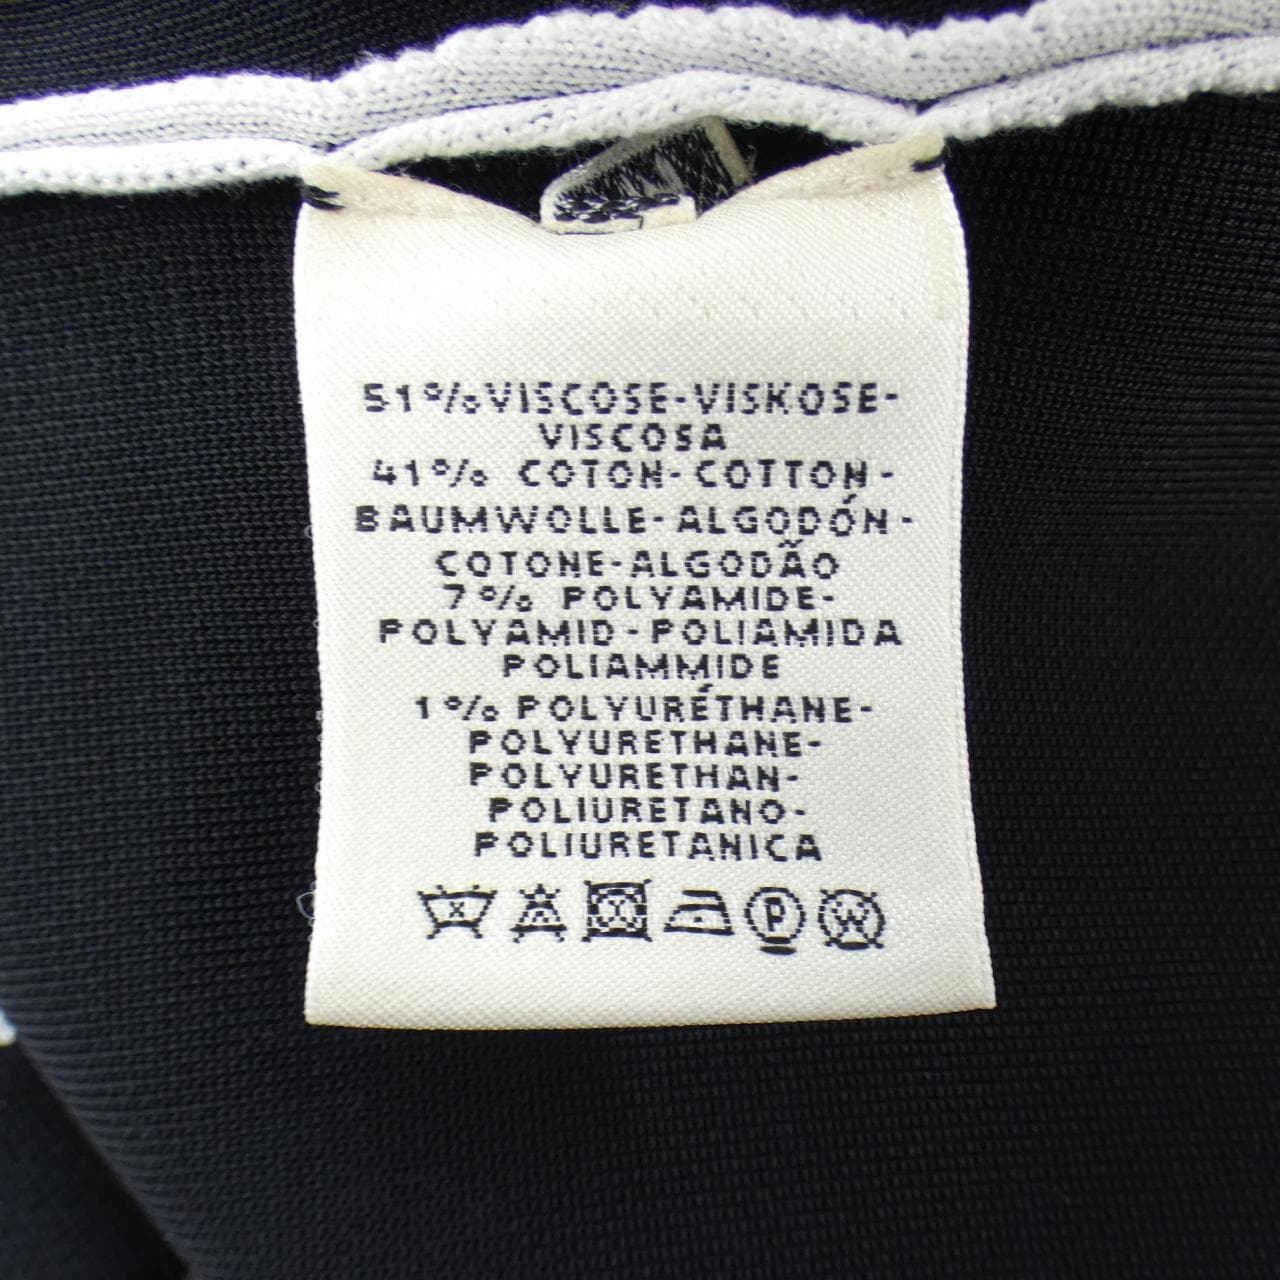 51% VISCOSE-VISKOSE-
VISCOSA
41% COTON-COTTON-
BAUMWOLLE-ALGODÓN-
COTONE-ALGODÃO
7% POLYAMIDE-
POLYAMID-POLIAMIDA
POLIAMMIDE
1% POLYURÉTHANE-
POLYURETHANE-
POLYURETHAN-
POLIURETANO-
POLIURETANICA
P W